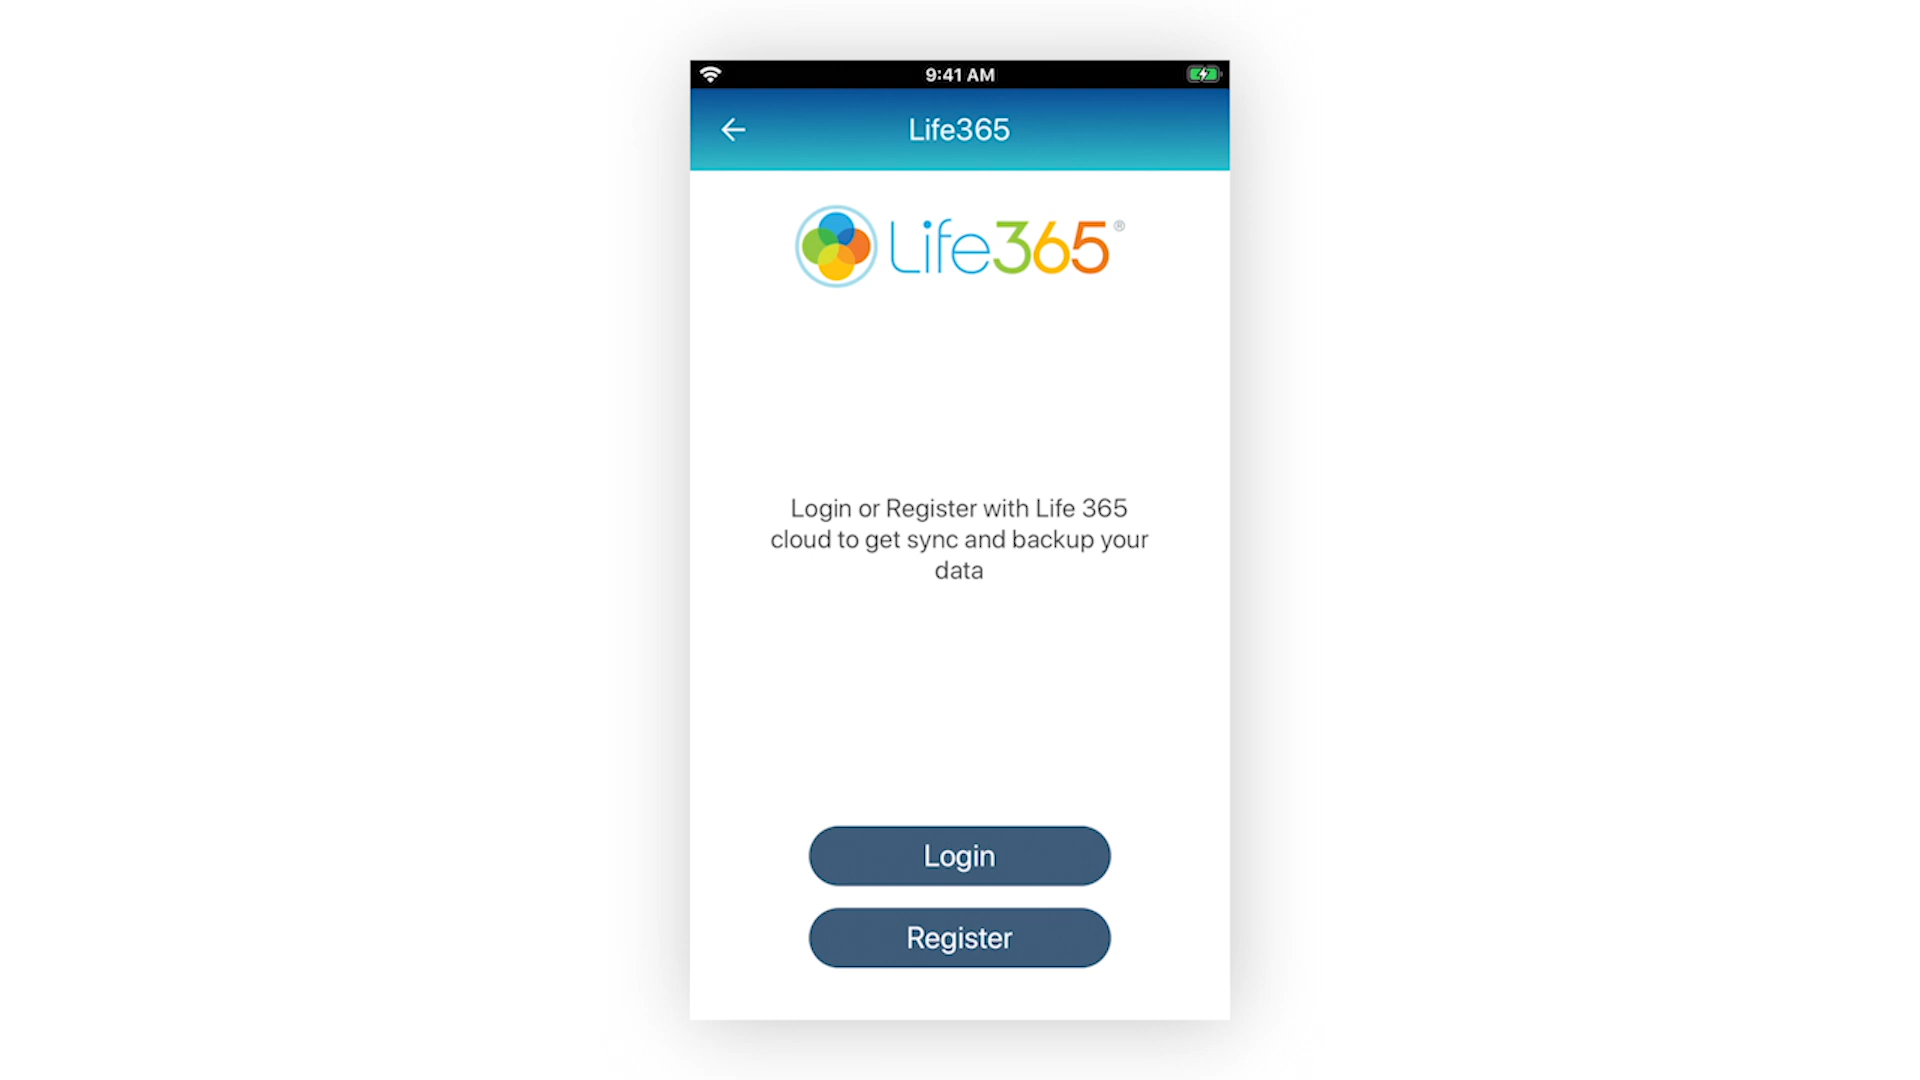 9:41 AM
Life365
Life365®
Login or Register with Life 365
cloud to get sync and backup your
data
Login
Register